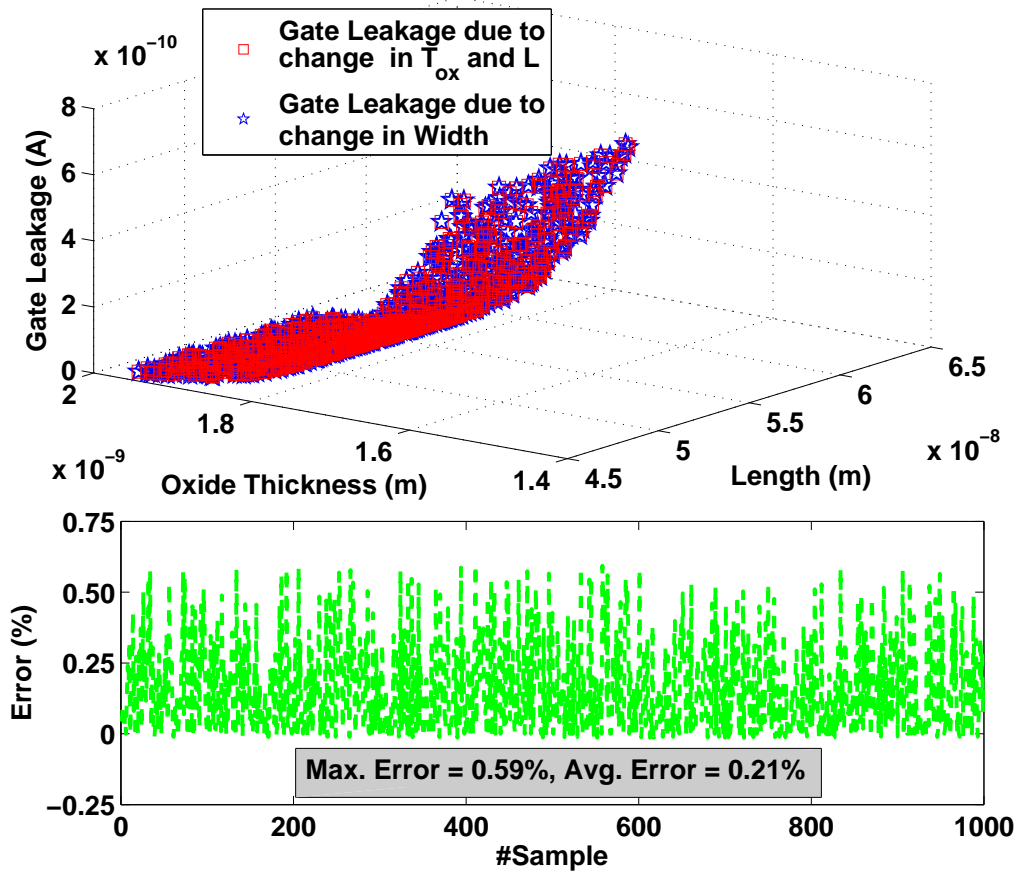 x 10−10
Gate Leakage due to
change in Tox and L
Gate Leakage due to
change in Width
8
6
4
2
0
Gate Leakage (A)
2
1.8
1.6
1.4
x 10−9
Oxide Thickness (m)
4.5
5
5.5
6
6.5
x 10−8
Length (m)
0.75
0.50
0.25
0
−0.25
Error (%)
Max. Error = 0.59%, Avg. Error = 0.21%
0
200
400
600
800
1000
#Sample